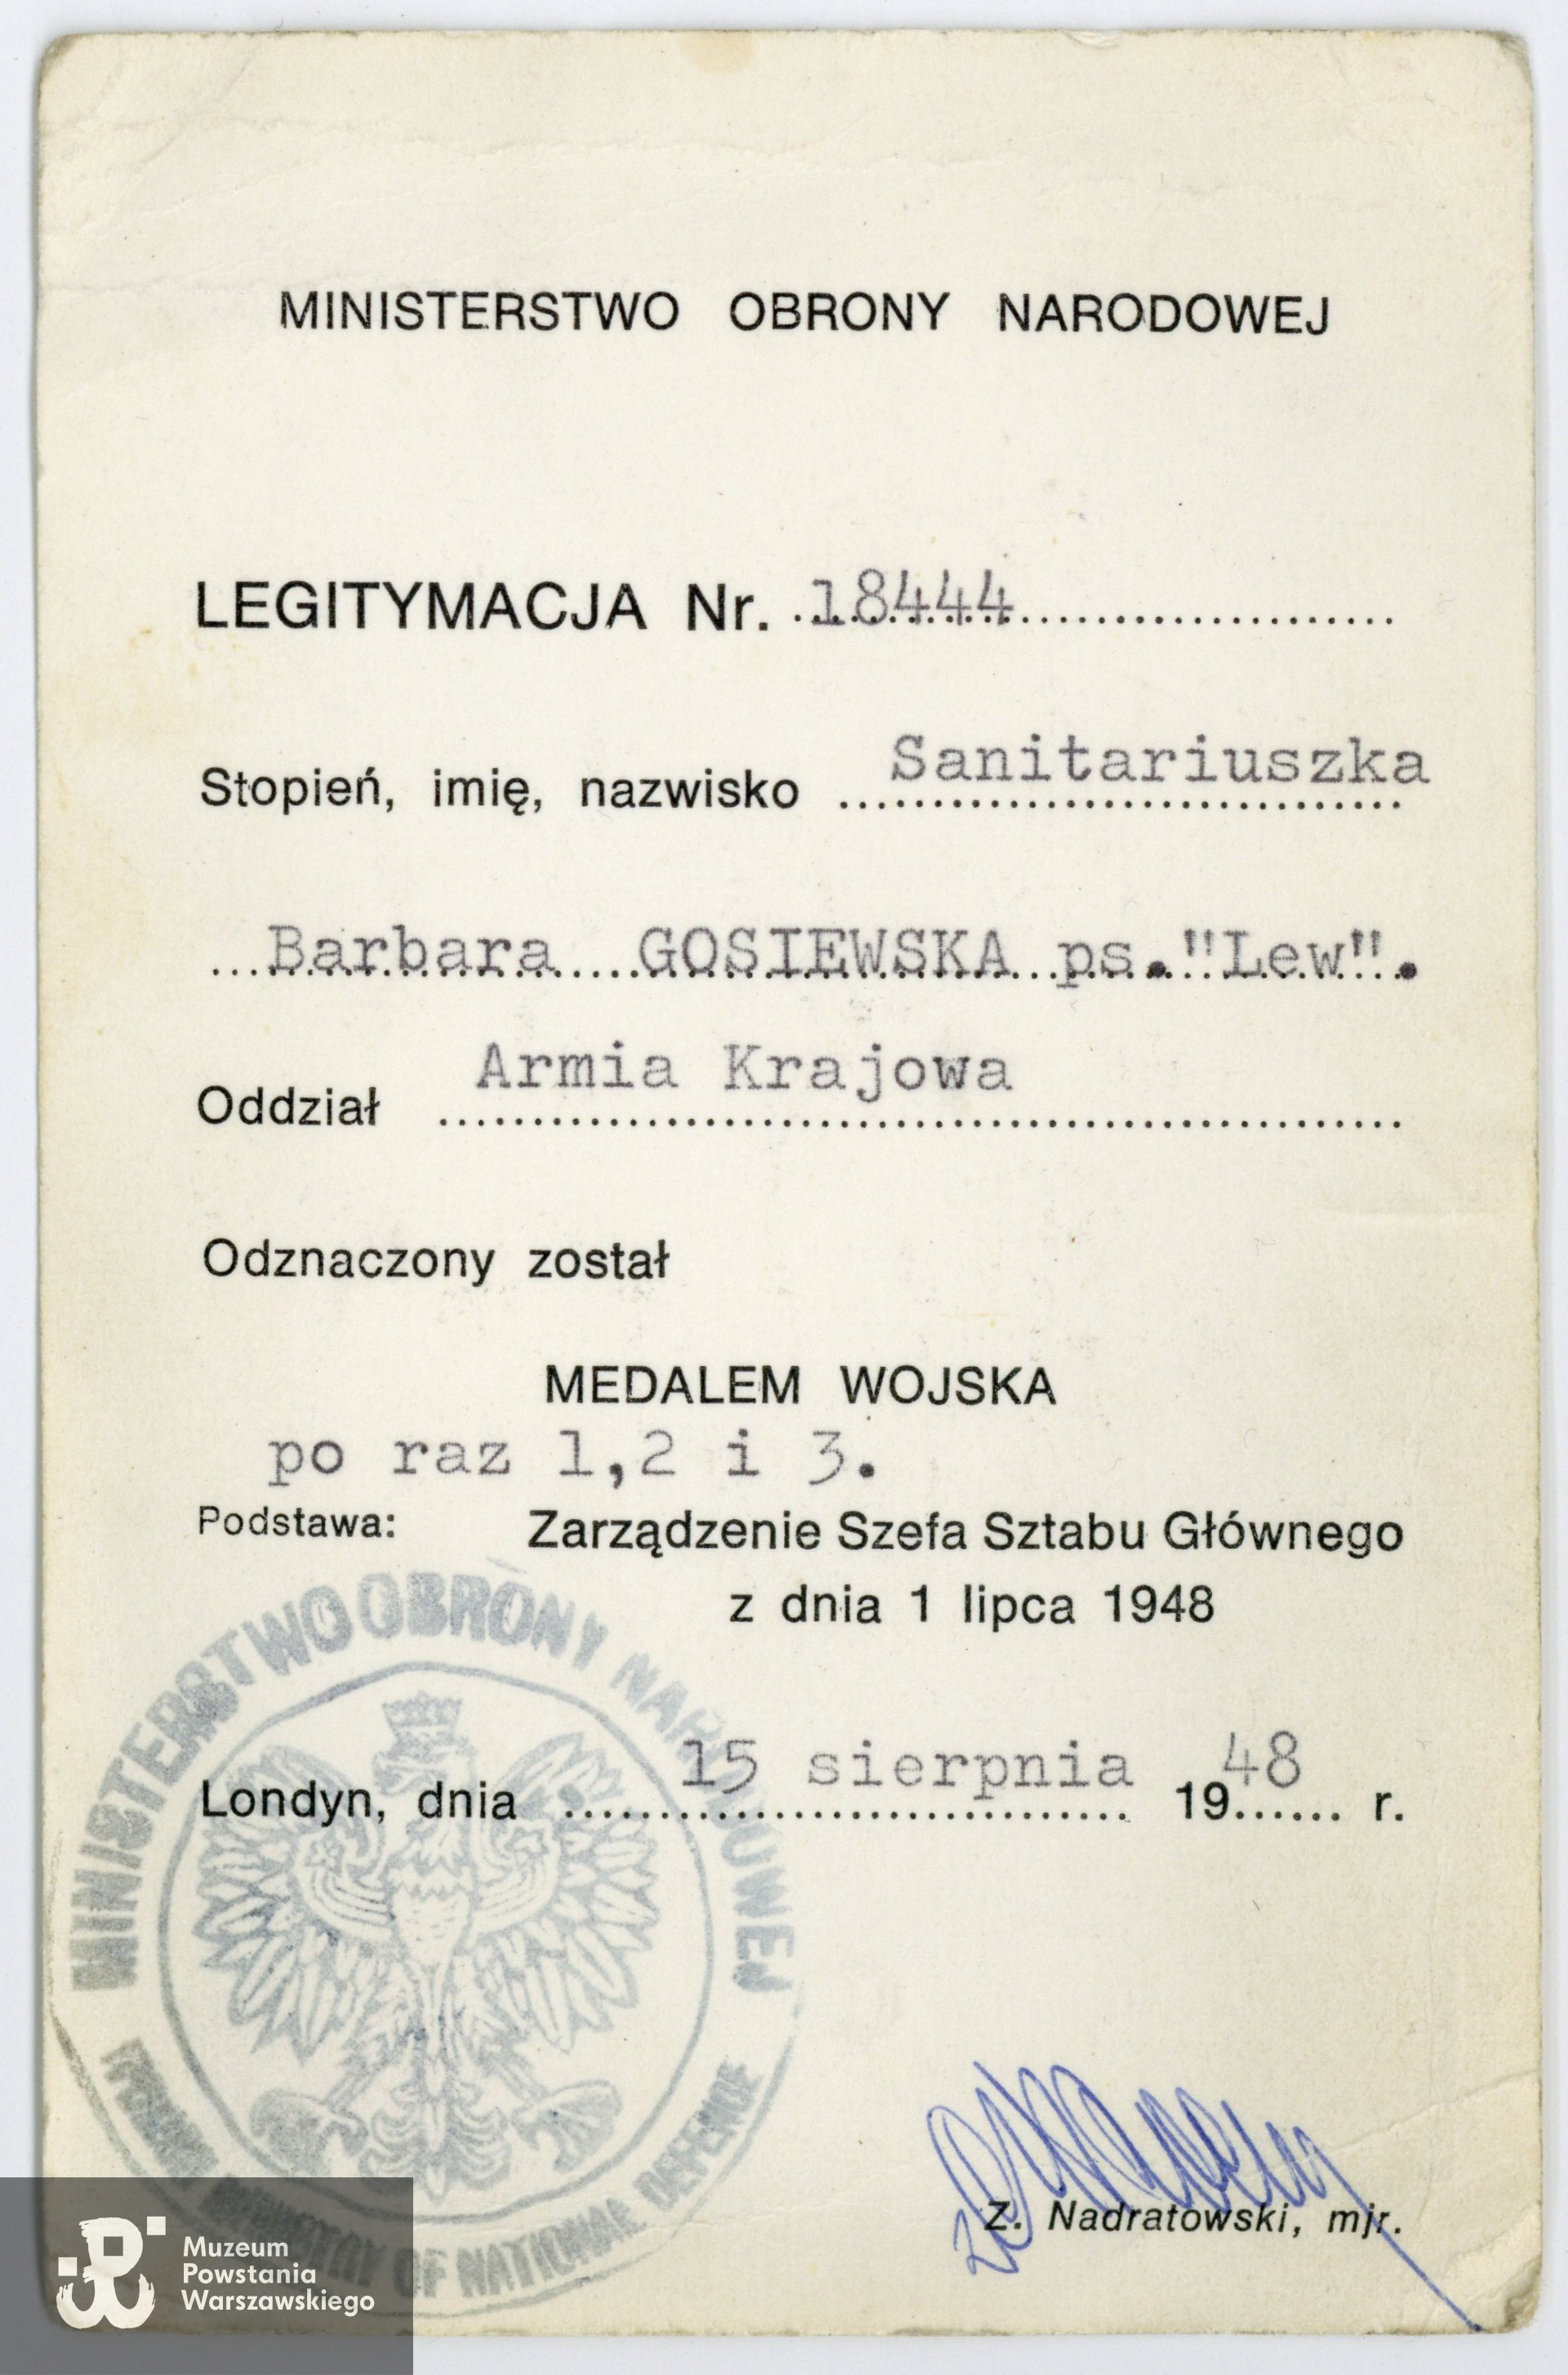 MINISTERSTWO OBRONY NARODOWEJ
LEGITYMACJA Nr. 18444
Stopień, imię, nazwisko Sanitariuszka
Barbara GOSIEWSKA ps."Lew".
Oddział Armia Krajowa
Odznaczony został
MEDALEM WOJSKA
po raz 1,2 i 3.
Podstawa: Zarządzenie Szefa Sztabu Głównego
z dnia 1 lipca 1948
Londyn, dnia 15 sierpnia 1948 r.
MINISTERSTWO OBRONY NARODOWEJ
MINISTRY OF NATIONAL DEFENCE
Z. Nadratowski, mjr.
Muzeum
Powstania
Warszawskiego